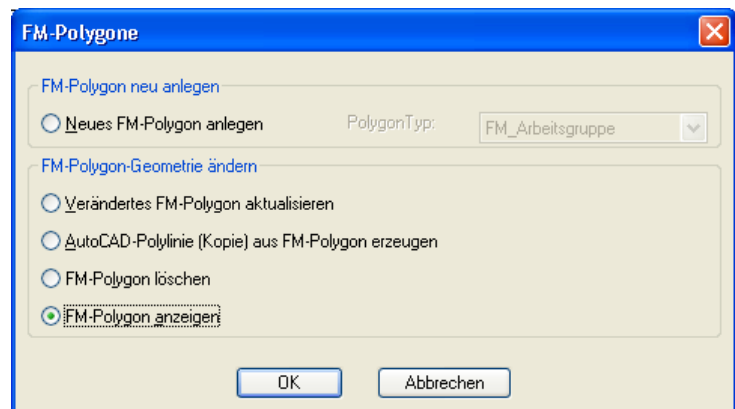 FM-Polygone
FM-Polygon neu anlegen
Neues FM-Polygon anlegen PolygonTyp: FM_Arbeitsgruppe
FM-Polygon-Geometrie ändern
Verändertes FM-Polygon aktualisieren
AutoCAD-Polylinie (Kopie) aus FM-Polygon erzeugen
FM-Polygon löschen
FM-Polygon anzeigen
OK Abbrechen